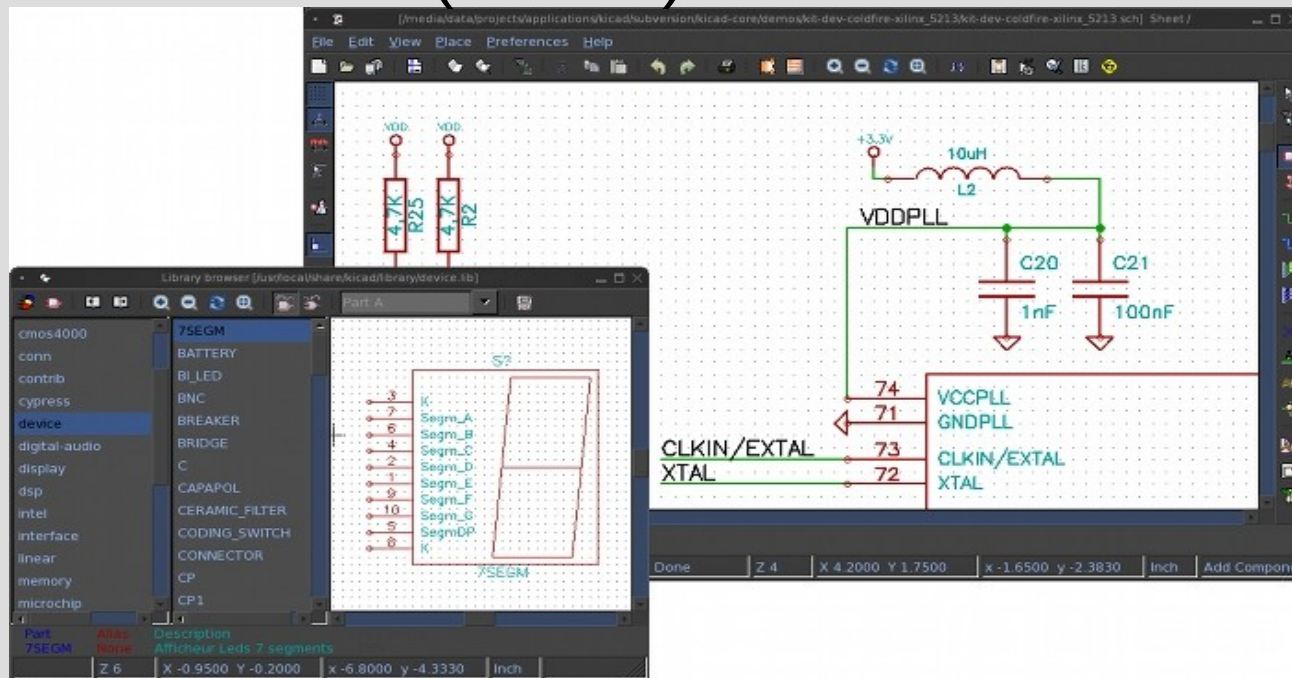 [/media/data/projects/applications/kicad/subversion/kicad-core/demos/kit-dev-coldfire-xilinx_5213/kit-dev-coldfire-xilinx_5213 sch] Sheet /
File Edit View Place Preferences Help
VDD VDD
4,7K R25
4,7K R2
+3.3V
10uH
L2
VDDPLL
C20 C21
1nF 100nF
74 VCCPLL
71 GNDPLL
CLKIN/EXTAL 73 CLKIN/EXTAL
XTAL 72 XTAL
Done Z 4 X 4.2000 Y 1.7500 x -1.6500 y -2.3830 Inch Add Compone
Library browser [/usr/local/share/kicad/library/device.lib]
Part A
cmos4000
conn
contrib
cypress
device
digital-audio
display
dsp
intel
interface
linear
memory
microchip
7SEGM
BATTERY
BI_LED
BNC
BREAKER
BRIDGE
C
CAPAPOL
CERAMIC_FILTER
CODING_SWITCH
CONNECTOR
CP
CP1
S?
3 K
7 Segm_A
6 Segm_B
4 Segm_C
2 Segm_D
1 Segm_E
9 Segm_F
10 Segm_G
5 SegmDP
8 K
7SEGM
Part Alias Description
7SEGM None Afficheur Leds 7 segments
Z 6 X -0.9500 Y -0.2000 x -6.8000 y -4.3330 Inch